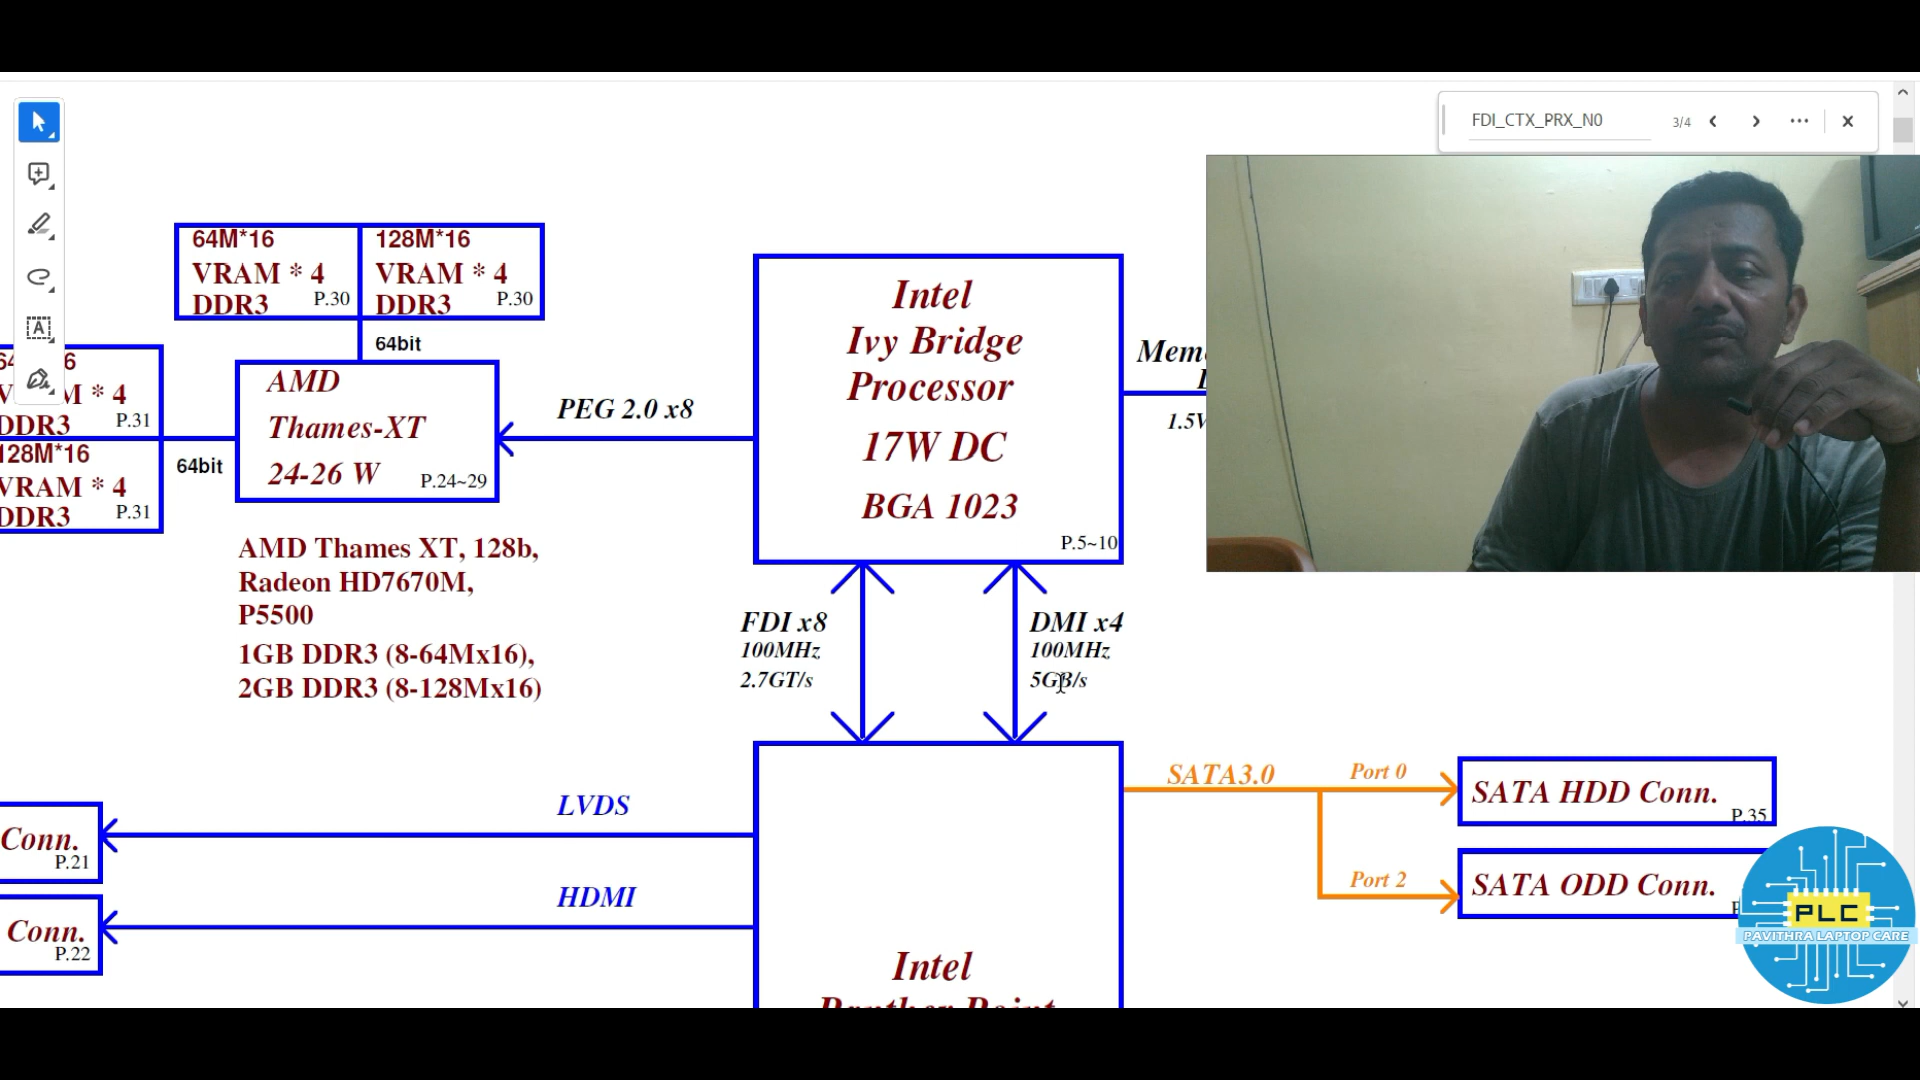 FDI_CTX_PRX_N0
3/4
64M*16
VRAM * 4
DDR3
P.30
128M*16
VRAM * 4
DDR3
P.30
64bit
* 4
DDR3
P.31
128M*16
VRAM * 4
DDR3
P.31
64bit
AMD
Thames-XT
24-26 W
P.24~29
PEG 2.0 x8
Intel
Ivy Bridge
Processor
17W DC
BGA 1023
P.5~10
1.5V
AMD Thames XT, 128b,
Radeon HD7670M,
P5500
1GB DDR3 (8-64Mx16),
2GB DDR3 (8-128Mx16)
FDI x8
100MHz
2.7GT/s
DMI x4
100MHz
5GB/s
LVDS
HDMI
Conn.
P.21
Conn.
P.22
Intel
Panther Point
SATA3.0
Port 0
Port 2
SATA HDD Conn.
P.35
SATA ODD Conn.
PLC
PAVITHRA LAPTOP CARE